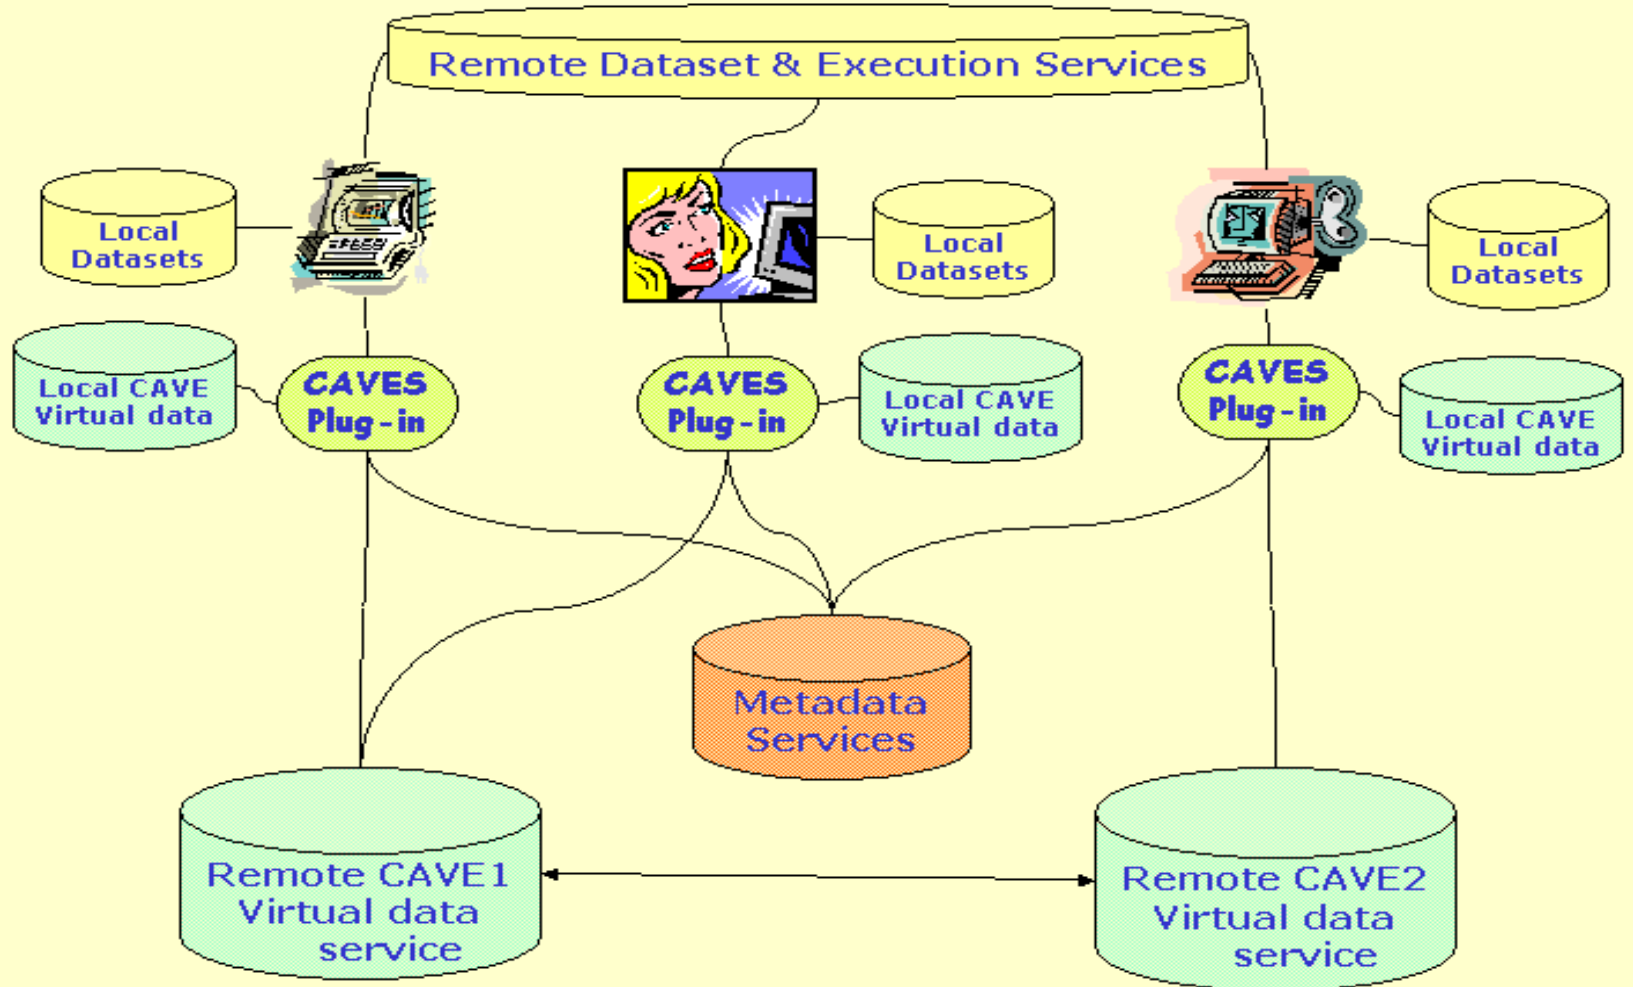 Remote Dataset & Execution Services
Local
Datasets
Local
Datasets
Local
Datasets
Local CAVE
Virtual data
CAVES
Plug-in
CAVES
Plug-in
Local CAVE
Virtual data
CAVES
Plug-in
Local CAVE
Virtual data
Metadata
Services
Remote CAVE1
Virtual data
service
Remote CAVE2
Virtual data
service